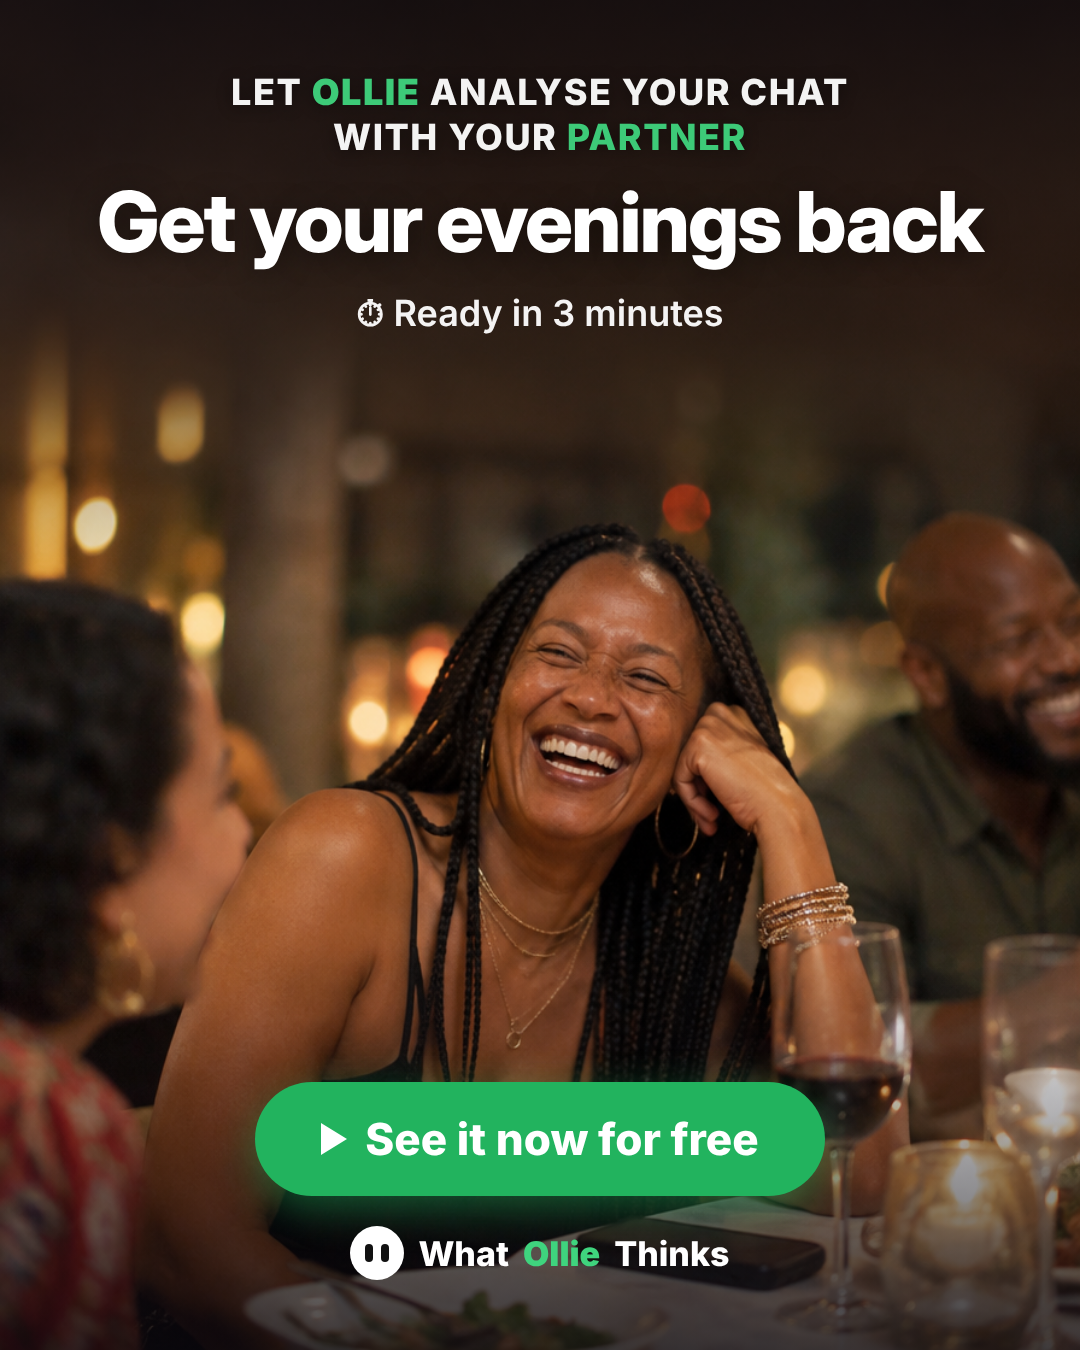 LET OLLIE ANALYSE YOUR CHAT
WITH YOUR PARTNER
Get your evenings back
⏱ Ready in 3 minutes
▶ See it now for free
What Ollie Thinks